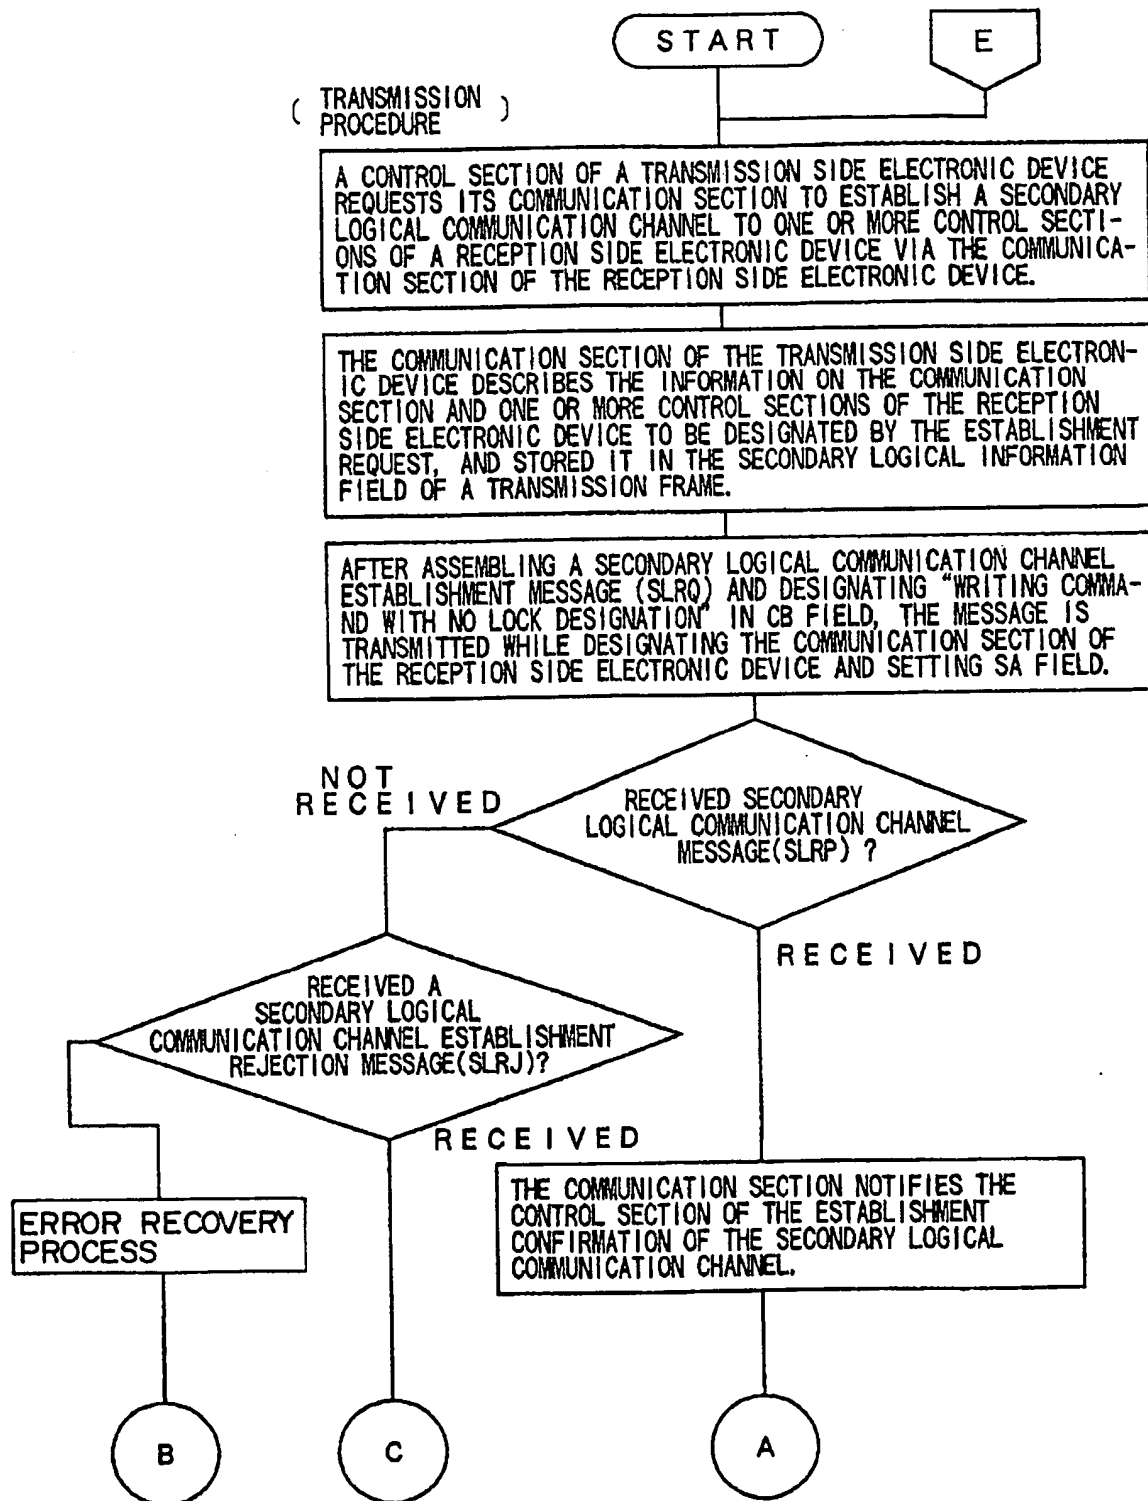 START
E
( TRANSMISSION
PROCEDURE )
A CONTROL SECTION OF A TRANSMISSION SIDE ELECTRONIC DEVICE
REQUESTS ITS COMMUNICATION SECTION TO ESTABLISH A SECONDARY
LOGICAL COMMUNICATION CHANNEL TO ONE OR MORE CONTROL SECTI-
ONS OF A RECEPTION SIDE ELECTRONIC DEVICE VIA THE COMMUNICA-
TION SECTION OF THE RECEPTION SIDE ELECTRONIC DEVICE.
THE COMMUNICATION SECTION OF THE TRANSMISSION SIDE ELECTRON-
IC DEVICE DESCRIBES THE INFORMATION ON THE COMMUNICATION
SECTION AND ONE OR MORE CONTROL SECTIONS OF THE RECEPTION
SIDE ELECTRONIC DEVICE TO BE DESIGNATED BY THE ESTABLISHMENT
REQUEST, AND STORED IT IN THE SECONDARY LOGICAL INFORMATION
FIELD OF A TRANSMISSION FRAME.
AFTER ASSEMBLING A SECONDARY LOGICAL COMMUNICATION CHANNEL
ESTABLISHMENT MESSAGE (SLRQ) AND DESIGNATING "WRITING COMMA-
ND WITH NO LOCK DESIGNATION" IN CB FIELD, THE MESSAGE IS
TRANSMITTED WHILE DESIGNATING THE COMMUNICATION SECTION OF
THE RECEPTION SIDE ELECTRONIC DEVICE AND SETTING SA FIELD.
NOT
RECEIVED
RECEIVED SECONDARY
LOGICAL COMMUNICATION CHANNEL
MESSAGE(SLRP) ?
RECEIVED
RECEIVED A
SECONDARY LOGICAL
COMMUNICATION CHANNEL ESTABLISHMENT
REJECTION MESSAGE(SLRJ)?
RECEIVED
ERROR RECOVERY
PROCESS
THE COMMUNICATION SECTION NOTIFIES THE
CONTROL SECTION OF THE ESTABLISHMENT
CONFIRMATION OF THE SECONDARY LOGICAL
COMMUNICATION CHANNEL.
B
C
A